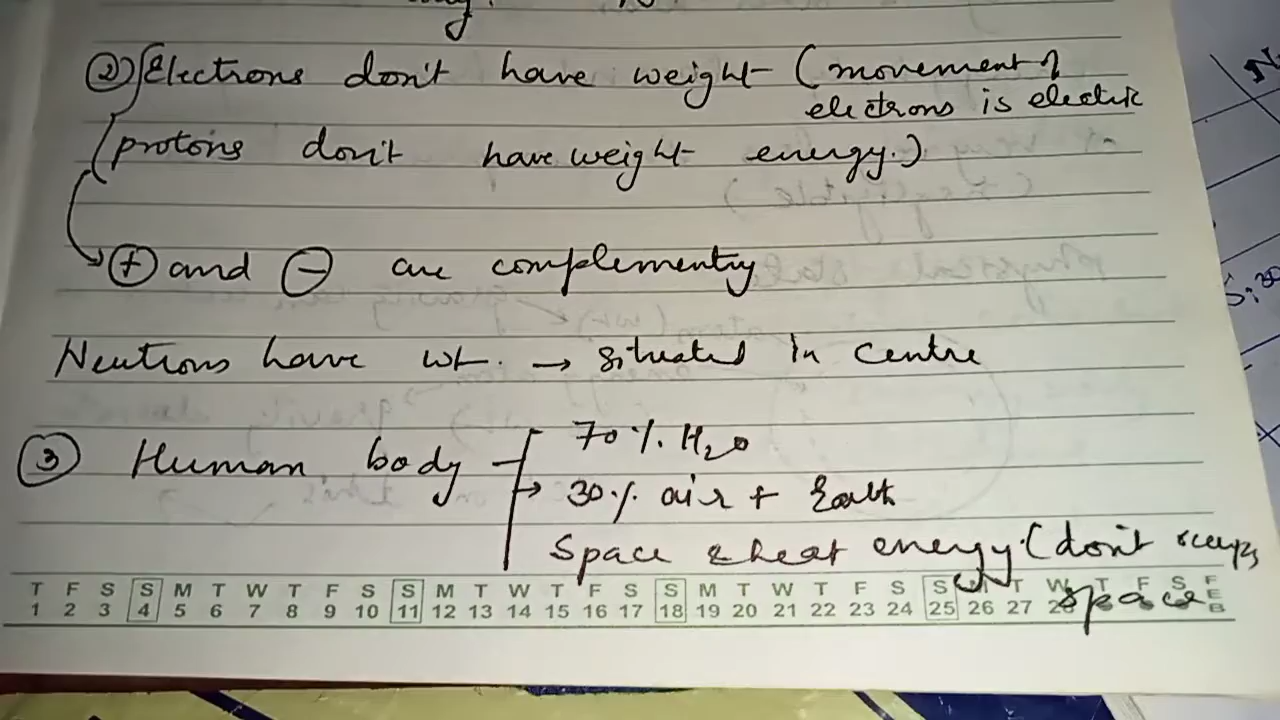 ② Electrons don't have weight (movement of
electrons is electric
(protons don't have weight energy.)
⊕ and ⊖ are complementry
Neutrons have wt. → situated in centre
③ Human body
70% H₂O
→ 30% air + Earth
Space & heat energy. (don't
space
T F S S M T W T F S S M T W T F S S M T W T F S S T W T F S FEB
1 2 3 4 5 6 7 8 9 10 11 12 13 14 15 16 17 18 19 20 21 22 23 24 25 26 27